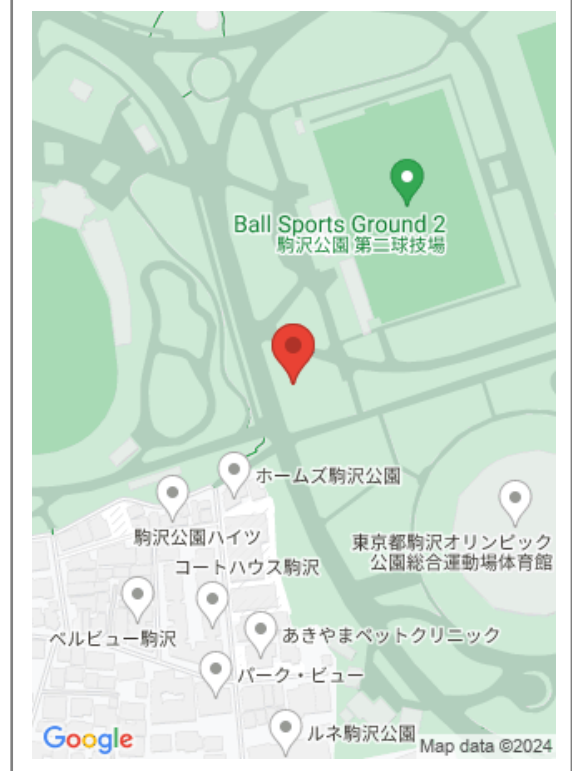 Ball Sports Ground 2
駒沢公園 第二球技場
ホームズ駒沢公園
駒沢公園ハイツ
東京都駒沢オリンピック
公園総合運動場体育館
コートハウス駒沢
ベルビュー駒沢
あきやまペットクリニック
パーク・ビュー
ルネ駒沢公園
Google
Map data ©2024